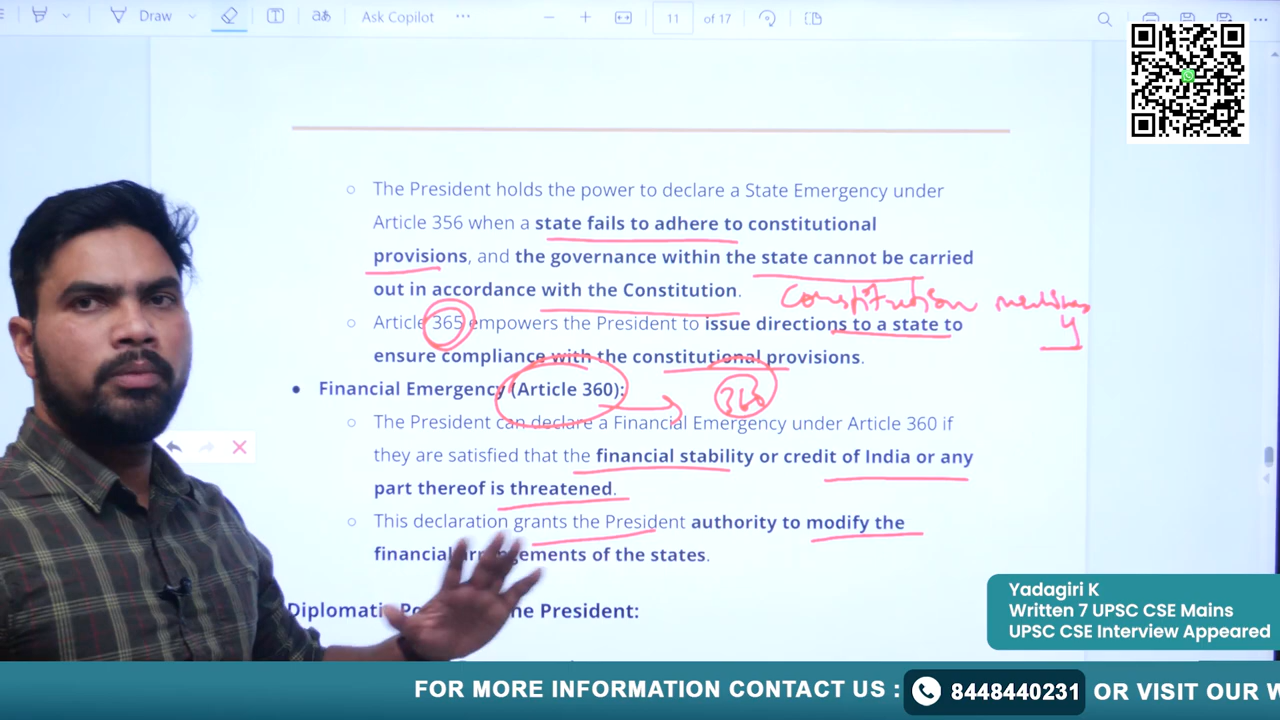 Draw
Ask Copilot
11 of 17
The President holds the power to declare a State Emergency under
Article 356 when a state fails to adhere to constitutional
provisions, and the governance within the state cannot be carried
out in accordance with the Constitution.
Constitution
Article 365 empowers the President to issue directions to a state to
ensure compliance with the constitutional provisions.
Financial Emergency (Article 360):
360
The President can declare a Financial Emergency under Article 360 if
they are satisfied that the financial stability or credit of India or any
part thereof is threatened.
This declaration grants the President authority to modify the
financial arrangements of the states.
President:
Yadagiri K
Written 7 UPSC CSE Mains
UPSC CSE Interview Appeared
FOR MORE INFORMATION CONTACT US : 8448440231 OR VISIT OUR W